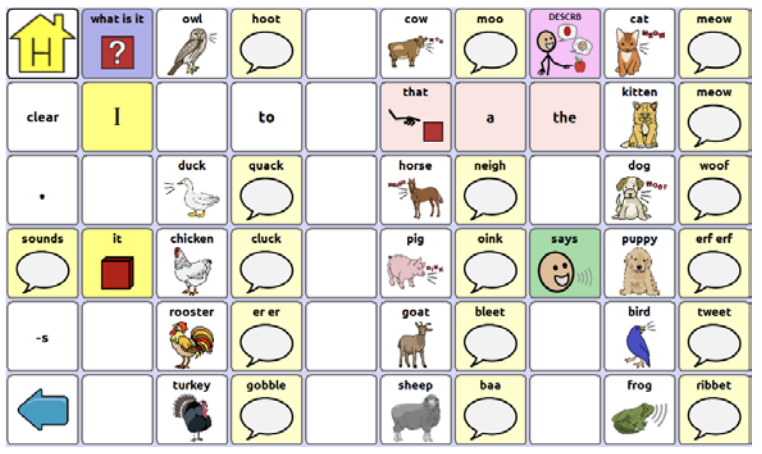 H what is it owl hoot cow moo DESCRB cat meow
clear I to that a the kitten meow
. duck quack horse neigh dog woof
sounds it chicken cluck pig oink says puppy erf erf
-s rooster er er goat bleet bird tweet
turkey gobble sheep baa frog ribbet